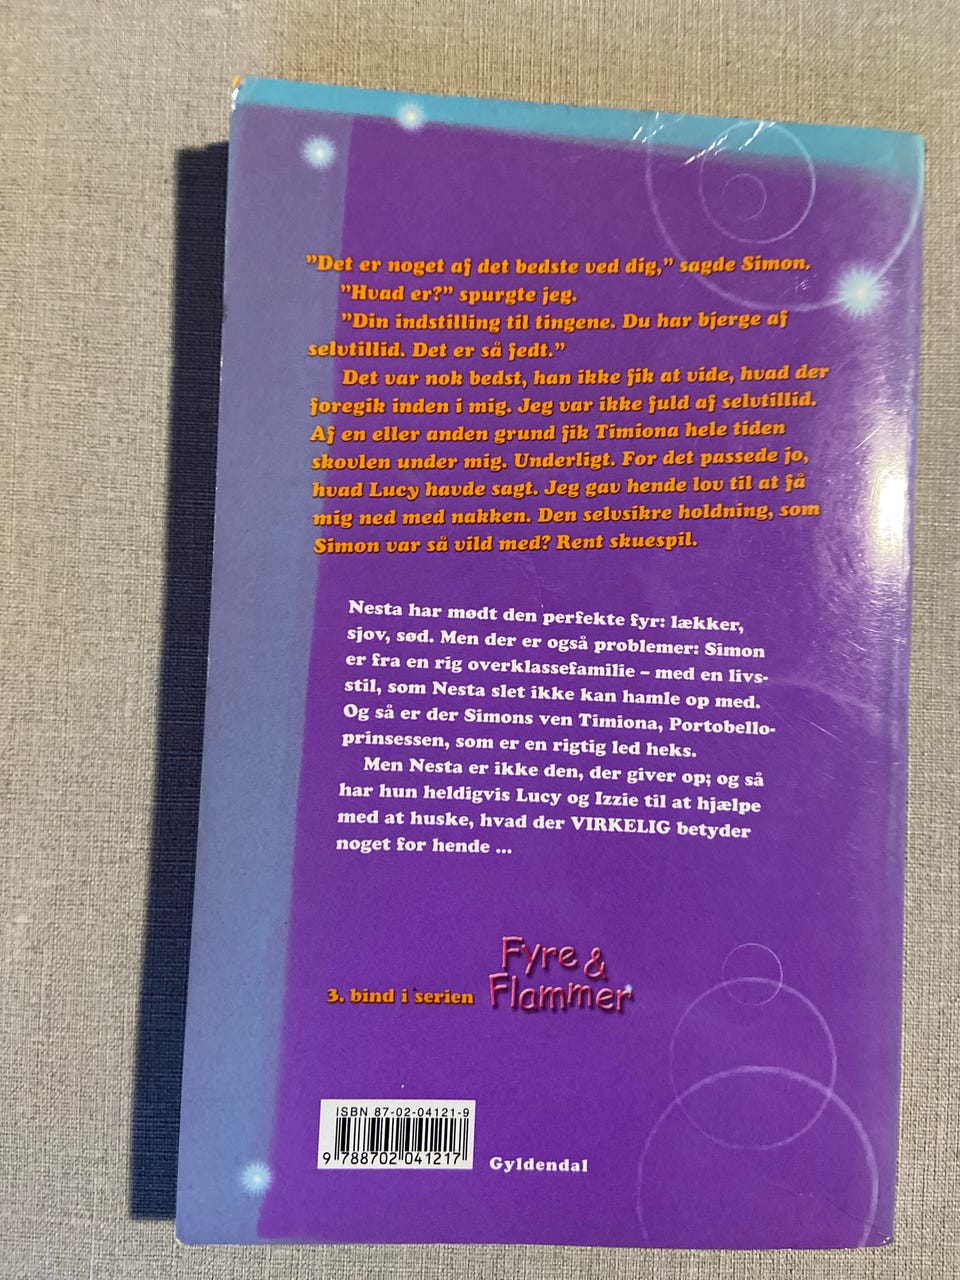 ”Det er noget af det bedste ved dig,” sagde Simon.
”Hvad er?” spurgte jeg.
”Din indstilling til tingene. Du har bjerge af
selvtillid. Det er så fedt.”
Det var nok bedst, han ikke fik at vide, hvad der
foregik inden i mig. Jeg var ikke fuld af selvtillid.
Af en eller anden grund fik Timiona hele tiden
skovlen under mig. Underligt. For det passede jo,
hvad Lucy havde sagt. Jeg gav hende lov til at få
mig ned med nakken. Den selvsikre holdning, som
Simon var så vild med? Rent skuespil.
Nesta har mødt den perfekte fyr: lækker,
sjov, sød. Men der er også problemer: Simon
er fra en rig overklassefamilie – med en livs-
stil, som Nesta slet ikke kan hamle op med.
Og så er der Simons ven Timiona, Portobello-
prinsessen, som er en rigtig led heks.
Men Nesta er ikke den, der giver op; og så
har hun heldigvis Lucy og Izzie til at hjælpe
med at huske, hvad der VIRKELIG betyder
noget for hende ...
3. bind i serien
Fyre &
Flammer
ISBN 87-02-04121-9
9 788702 041217
Gyldendal